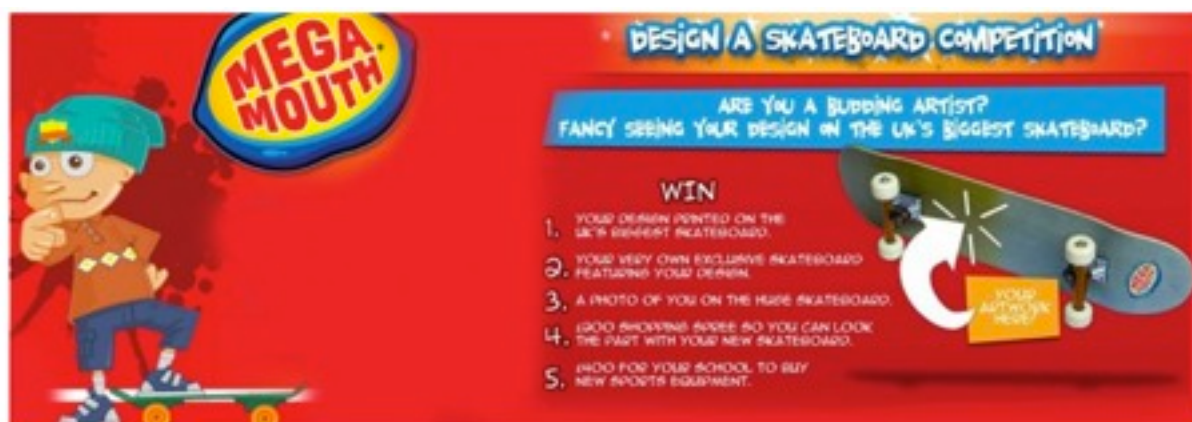 MEGA
MOUTH
DESIGN A SKATEBOARD COMPETITION
ARE YOU A BUDDING ARTIST?
FANCY SEEING YOUR DESIGN ON THE UK'S BIGGEST SKATEBOARD?
WIN
1. YOUR DESIGN PRINTED ON THE
UK'S BIGGEST SKATEBOARD.
2. YOUR VERY OWN EXCLUSIVE SKATEBOARD
FEATURING YOUR DESIGN.
3. A PHOTO OF YOU ON THE HUGE SKATEBOARD.
4. £200 SHOPPING SPREE SO YOU CAN LOOK
THE PART WITH YOUR NEW SKATEBOARD.
5. £400 FOR YOUR SCHOOL TO BUY
NEW SPORTS EQUIPMENT.
YOUR
ARTWORK
HERE!